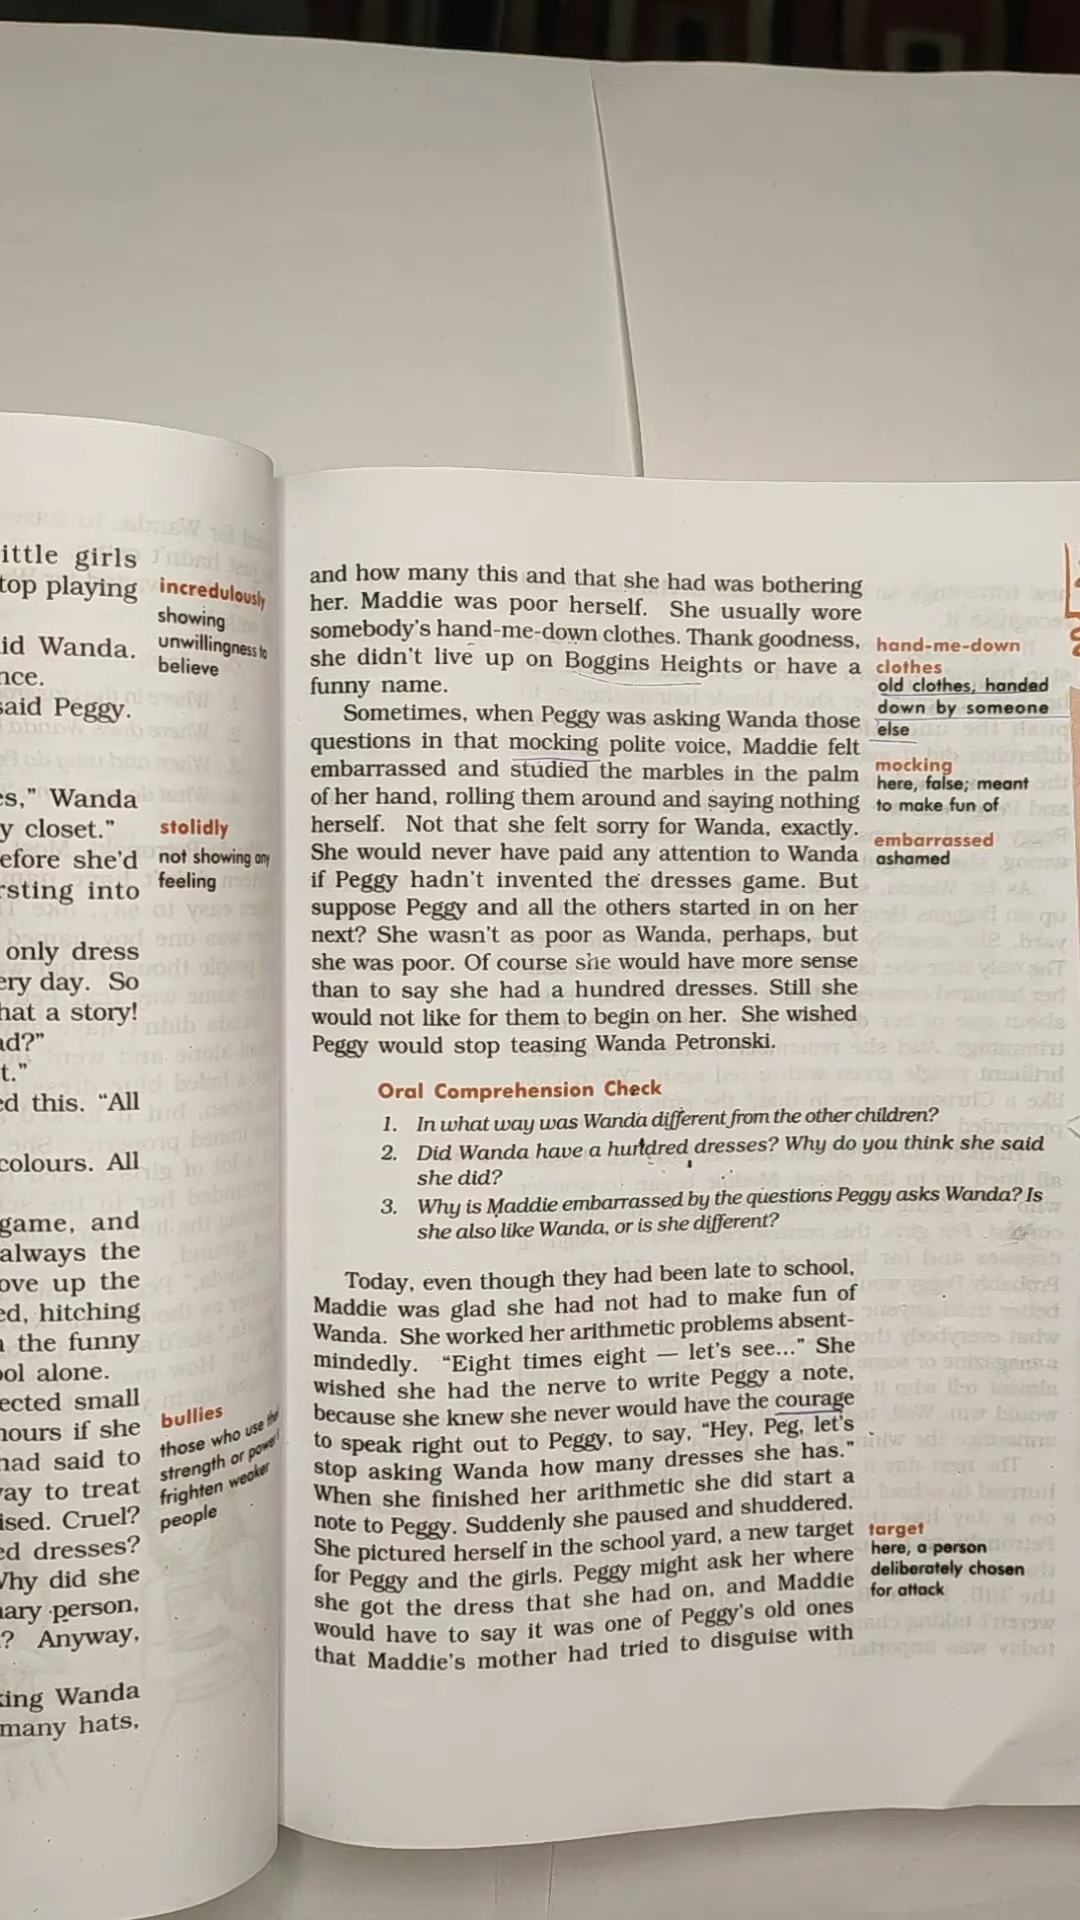 ittle girls
top playing
id Wanda.
nce.
said Peggy.
es," Wanda
y closet."
efore she'd
rsting into
only dress
ery day. So
hat a story!
ad?"
t."
ed this. "All
colours. All
game, and
always the
ove up the
ed, hitching
the funny
ool alone.
ected small
hours if she
had said to
ay to treat
ised. Cruel?
ed dresses?
Why did she
nary person,
? Anyway,
king Wanda
many hats,
incredulously
showing
unwillingness to
believe
stolidly
not showing any
feeling
bullies
those who use the
strength or power
frighten weaker
people
and how many this and that she had was bothering
her. Maddie was poor herself. She usually wore
somebody's hand-me-down clothes. Thank goodness,
she didn't live up on Boggins Heights or have a
funny name.
Sometimes, when Peggy was asking Wanda those
questions in that mocking polite voice, Maddie felt
embarrassed and studied the marbles in the palm
of her hand, rolling them around and saying nothing
herself. Not that she felt sorry for Wanda, exactly.
She would never have paid any attention to Wanda
if Peggy hadn't invented the dresses game. But
suppose Peggy and all the others started in on her
next? She wasn't as poor as Wanda, perhaps, but
she was poor. Of course she would have more sense
than to say she had a hundred dresses. Still she
would not like for them to begin on her. She wished
Peggy would stop teasing Wanda Petronski.
hand-me-down
clothes
old clothes, handed
down by someone
else
mocking
here, false; meant
to make fun of
embarrassed
ashamed
Oral Comprehension Check
1. In what way was Wanda different from the other children?
2. Did Wanda have a hundred dresses? Why do you think she said
she did?
3. Why is Maddie embarrassed by the questions Peggy asks Wanda? Is
she also like Wanda, or is she different?
Today, even though they had been late to school,
Maddie was glad she had not had to make fun of
Wanda. She worked her arithmetic problems absent-
mindedly. "Eight times eight — let's see..." She
wished she had the nerve to write Peggy a note,
because she knew she never would have the courage
to speak right out to Peggy, to say, "Hey, Peg, let's
stop asking Wanda how many dresses she has."
When she finished her arithmetic she did start a
note to Peggy. Suddenly she paused and shuddered.
She pictured herself in the school yard, a new target
for Peggy and the girls. Peggy might ask her where
she got the dress that she had on, and Maddie
would have to say it was one of Peggy's old ones
that Maddie's mother had tried to disguise with
target
here, a person
deliberately chosen
for attack